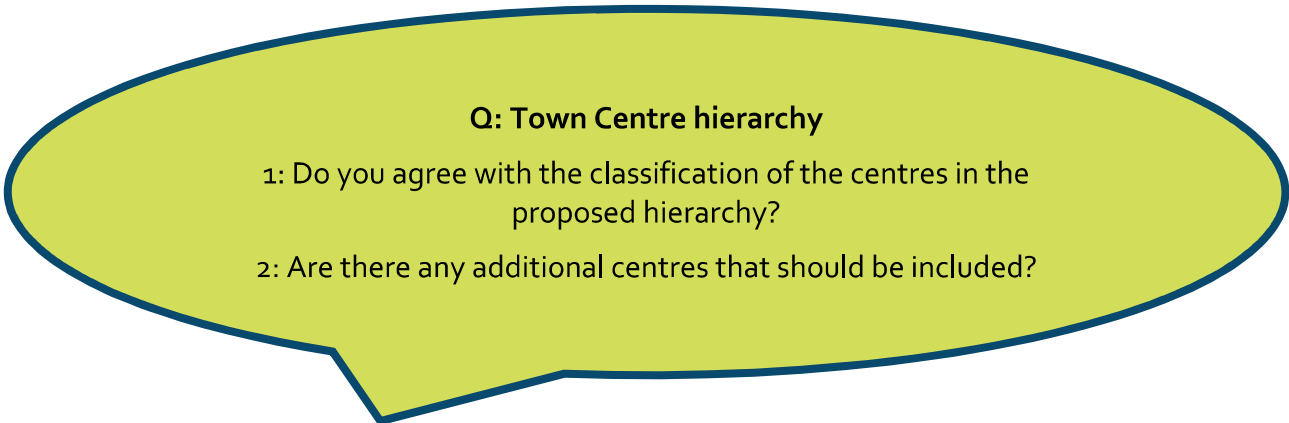 Q: Town Centre hierarchy
1: Do you agree with the classification of the centres in the
proposed hierarchy?
2: Are there any additional centres that should be included?